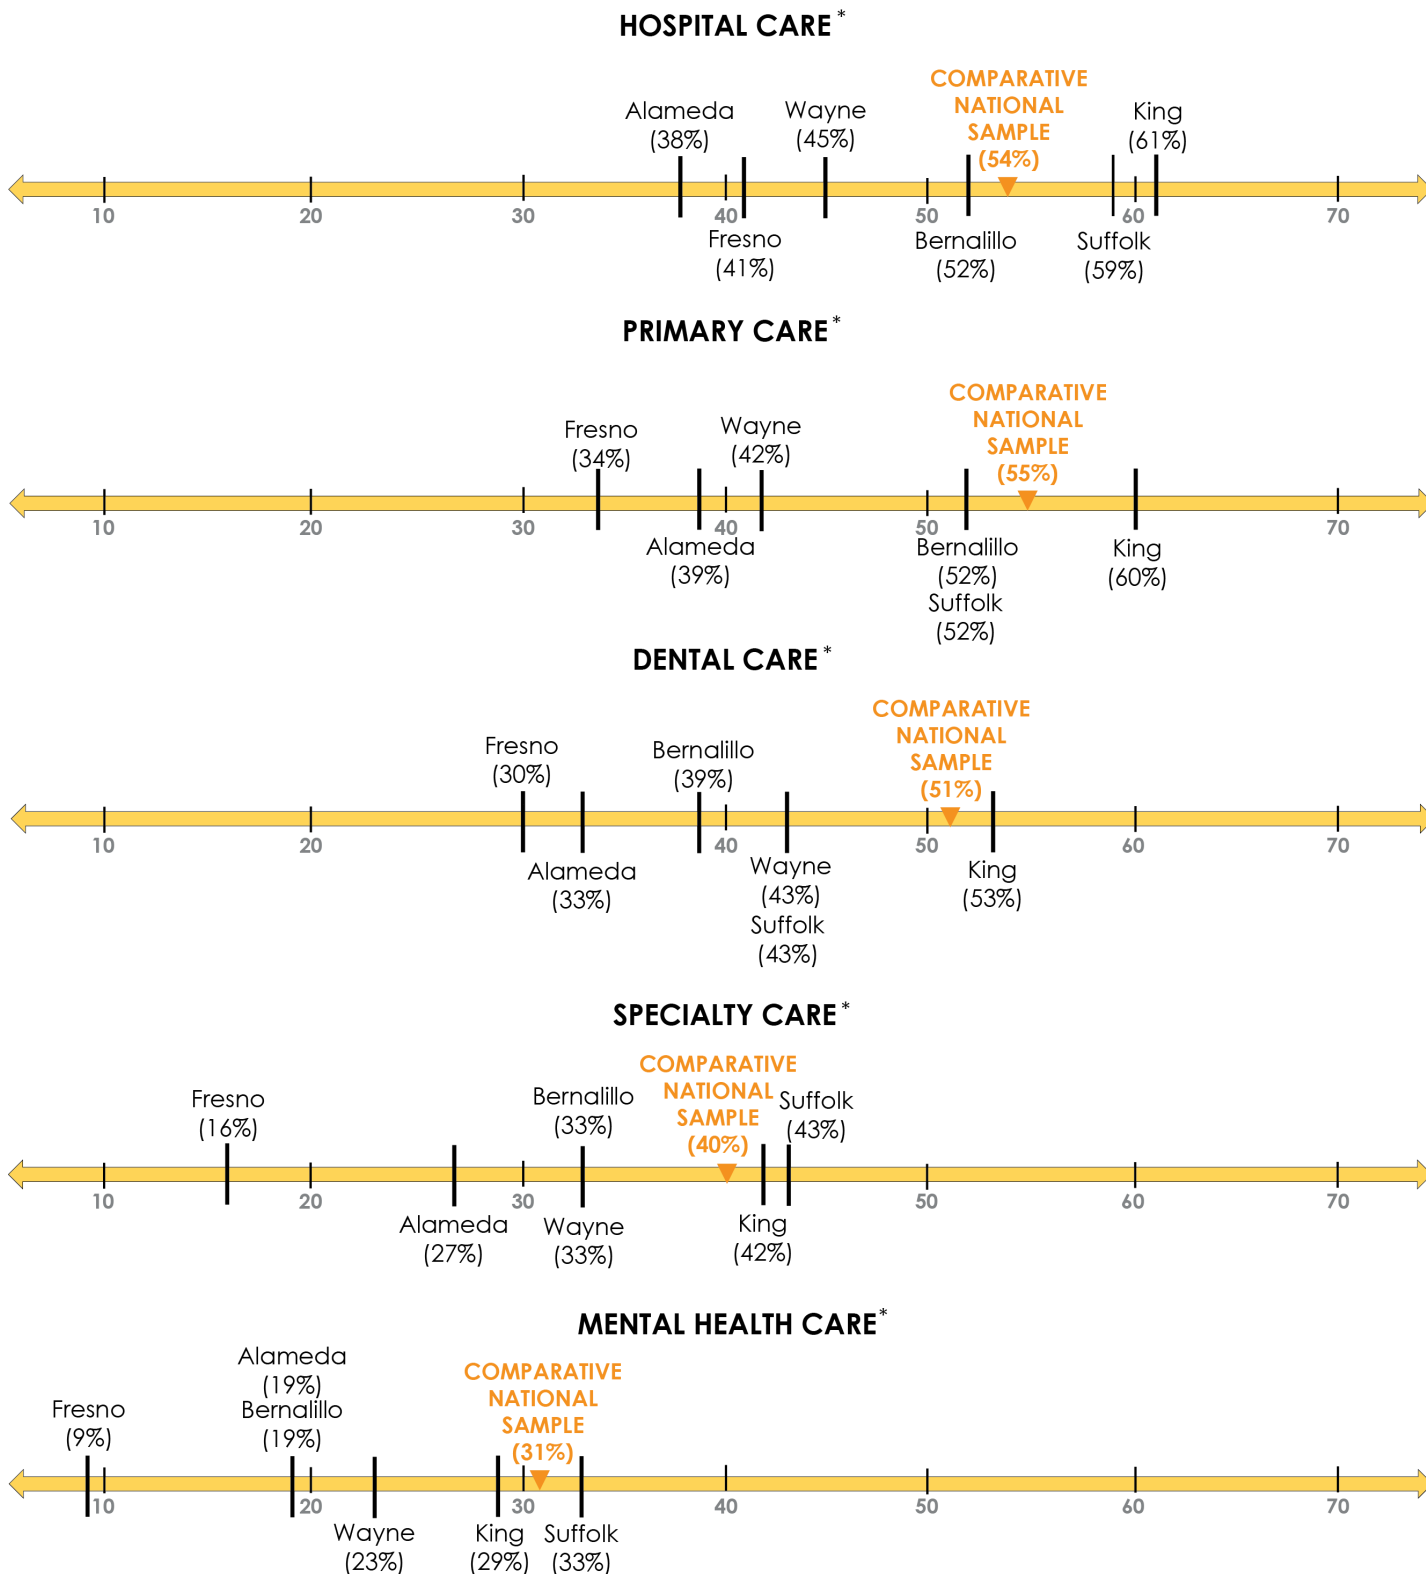 HOSPITAL CARE*
COMPARATIVE
NATIONAL
SAMPLE
(54%)
Alameda
(38%)
Wayne
(45%)
King
(61%)
10
20
30
40
50
60
70
Fresno
(41%)
Bernalillo
(52%)
Suffolk
(59%)
PRIMARY CARE*
COMPARATIVE
NATIONAL
SAMPLE
(55%)
Fresno
(34%)
Wayne
(42%)
10
30
40
50
70
Alameda
(39%)
Bernalillo
(52%)
Suffolk
(52%)
King
(60%)
DENTAL CARE*
COMPARATIVE
NATIONAL
SAMPLE
(51%)
Fresno
(30%)
Bernalillo
(39%)
10
20
40
50
60
70
Alameda
(33%)
Wayne
(43%)
Suffolk
(43%)
King
(53%)
SPECIALTY CARE*
COMPARATIVE
NATIONAL
SAMPLE
(40%)
Fresno
(16%)
Bernalillo
(33%)
Suffolk
(43%)
10
20
30
50
60
70
Alameda
(27%)
Wayne
(33%)
King
(42%)
MENTAL HEALTH CARE*
Alameda
(19%)
Bernalillo
(19%)
COMPARATIVE
NATIONAL
SAMPLE
(31%)
Fresno
(9%)
10
20
30
40
50
60
70
Wayne
(23%)
King
(29%)
Suffolk
(33%)